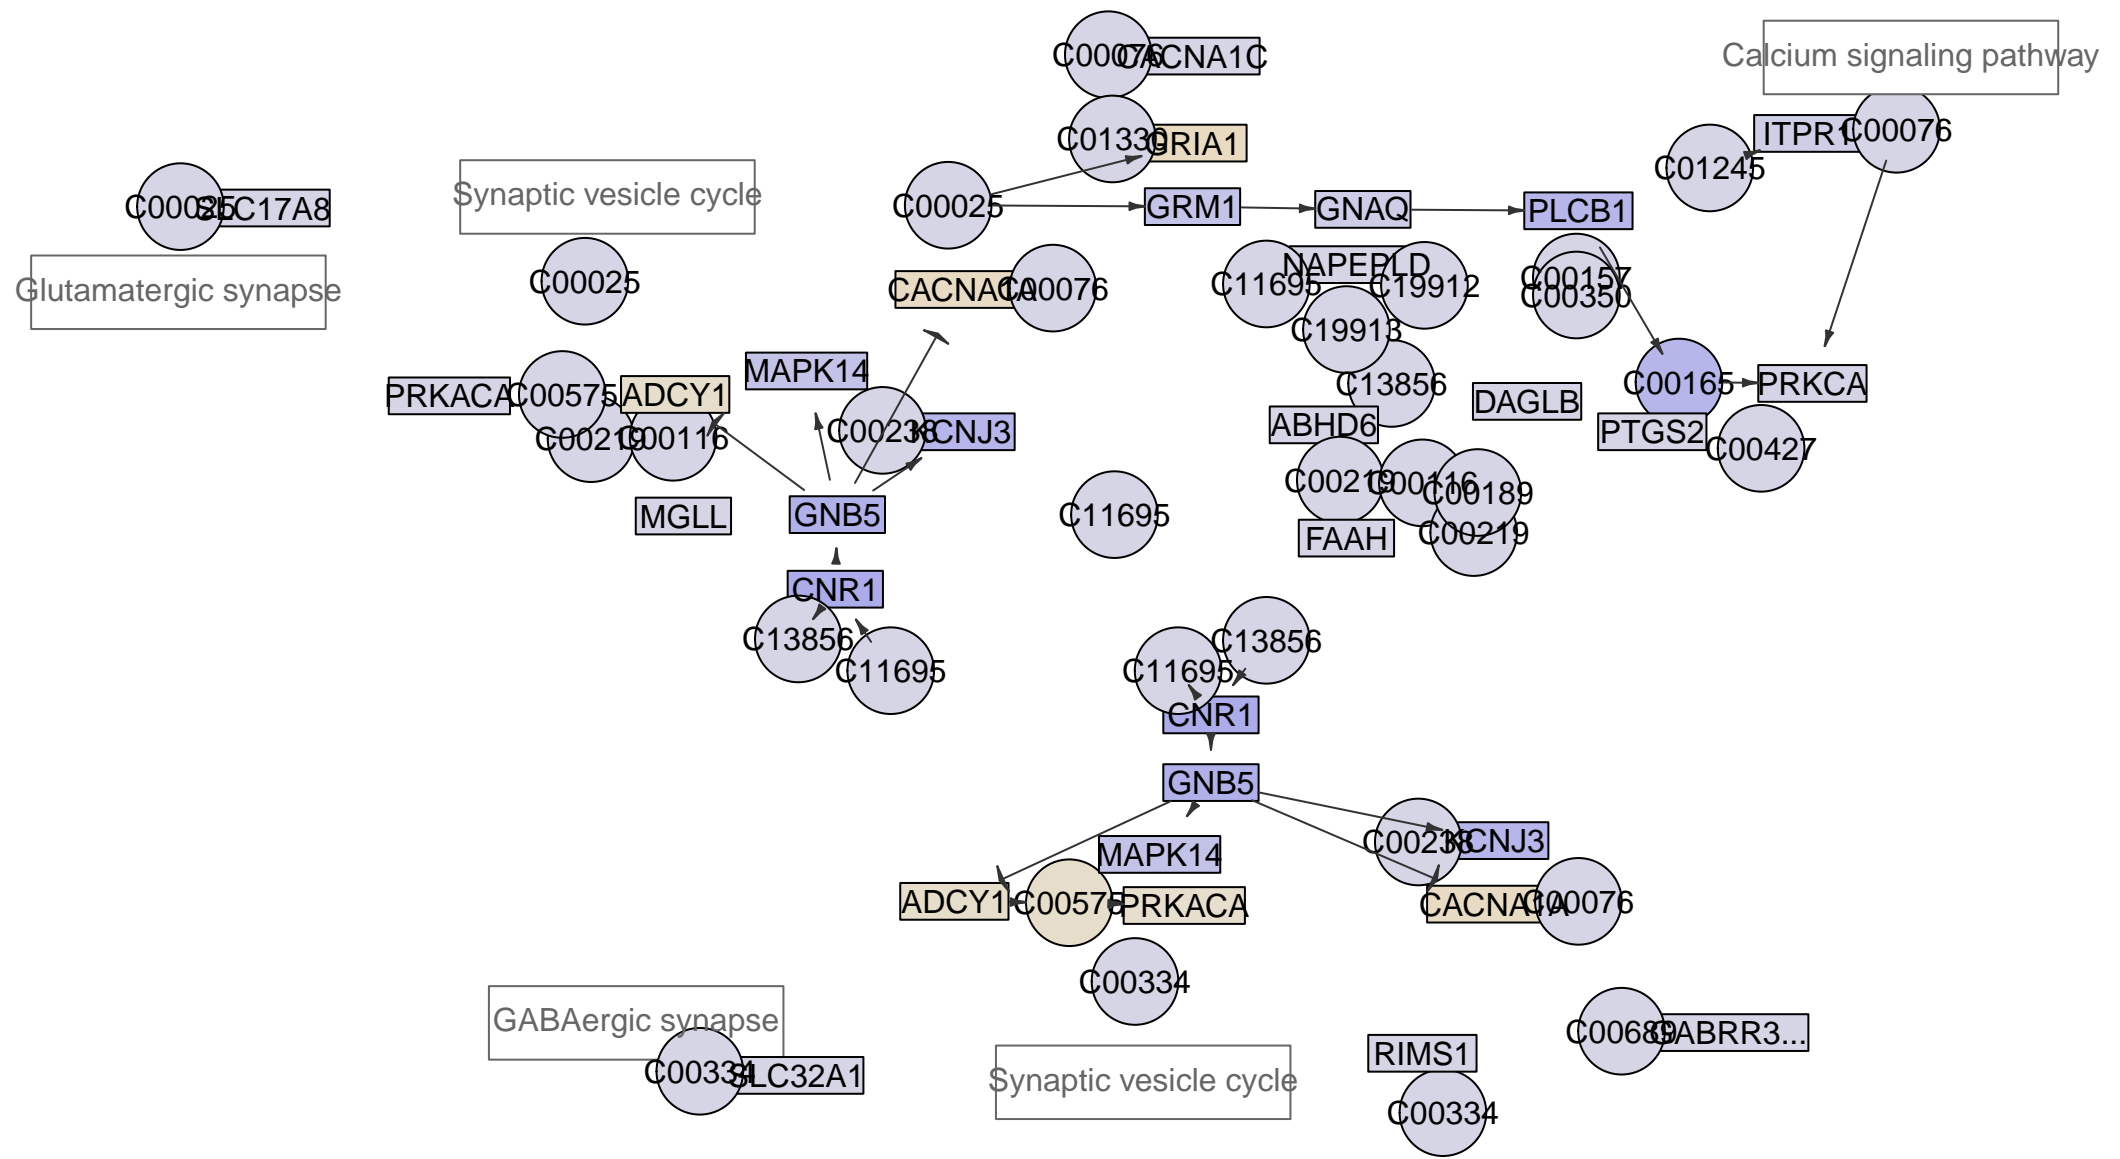 C00076
CACNA1C
Calcium signaling pathway
C01330
GRIA1
ITPR1
C00076
C01245
C00025
SLC17A8
Synaptic vesicle cycle
C00025
GRM1
GNAQ
PLCB1
Glutamatergic synapse
C00025
CACNA1A
C00076
C11695
NAPEPLD
C19912
C00157
C00350
C19913
MAPK14
PRKACA
C00575
ADCY1
C13856
DAGLB
C00165
PRKCA
C00219
C00116
C00238
KCNJ3
ABHD6
PTGS2
C00427
MGLL
GNB5
C11695
C00219
C00116
C00189
C00219
FAAH
CNR1
C13856
C11695
C11695
C13856
CNR1
GNB5
MAPK14
C00238
KCNJ3
ADCY1
C00575
PRKACA
CACNA1A
C00076
C00334
GABAergic synapse
C00334
SLC32A1
Synaptic vesicle cycle
RIMS1
C00334
C00689
GABRR3...